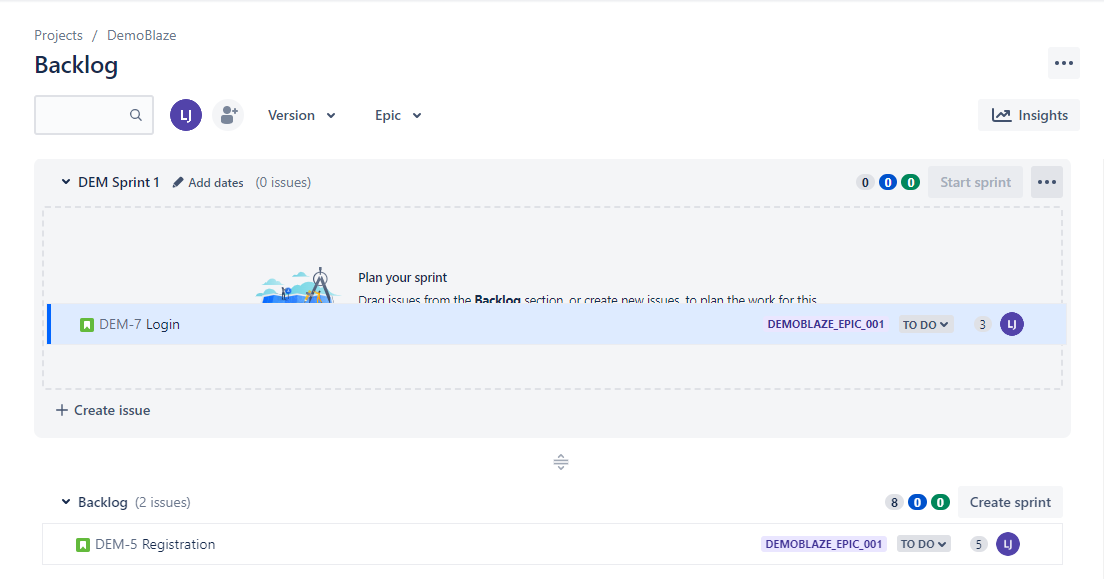 Projects / DemoBlaze
Backlog
LJ Version Epic Insights
DEM Sprint 1 Add dates (0 issues) 0 0 0 Start sprint
Plan your sprint
Drag issues from the Backlog section, or create new issues, to plan the work for this
DEM-7 Login DEMOBLAZE_EPIC_001 TO DO 3 LJ
+ Create issue
Backlog (2 issues) 8 0 0 Create sprint
DEM-5 Registration DEMOBLAZE_EPIC_001 TO DO 5 LJ